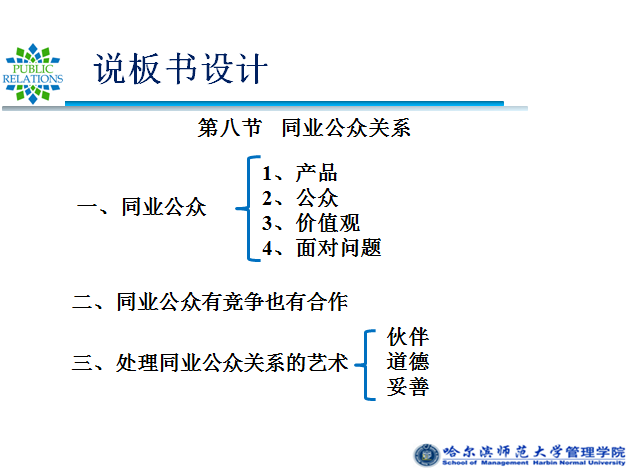 PUBLIC
RELATIONS
说板书设计
第八节 同业公众关系
一、同业公众
1、产品
2、公众
3、价值观
4、面对问题
二、同业公众有竞争也有合作
三、处理同业公众关系的艺术
伙伴
道德
妥善
哈尔滨师范大学管理学院
School of Management Harbin Normal University